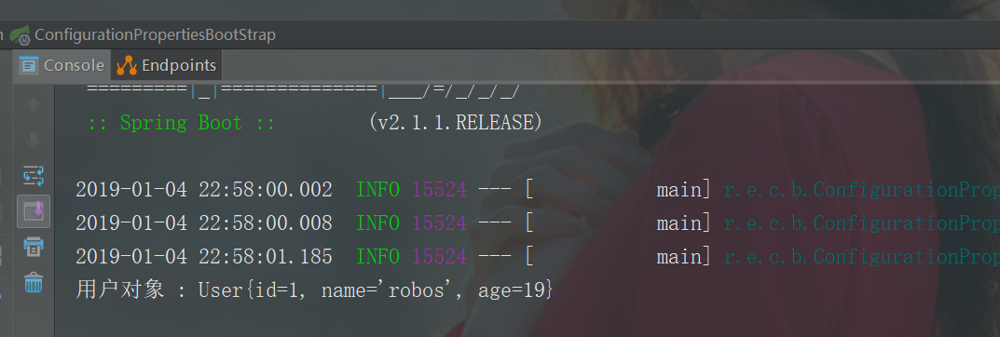 ConfigurationPropertiesBootStrap
Console Endpoints
=========|_|==============|___/=/_/_/_/
:: Spring Boot :: (v2.1.1.RELEASE)
2019-01-04 22:58:00.002 INFO 15524 --- [ main] r.e.c.b.ConfigurationProp
2019-01-04 22:58:00.008 INFO 15524 --- [ main] r.e.c.b.ConfigurationProp
2019-01-04 22:58:01.185 INFO 15524 --- [ main] r.e.c.b.ConfigurationProp
用户对象 : User{id=1, name='robos', age=19}